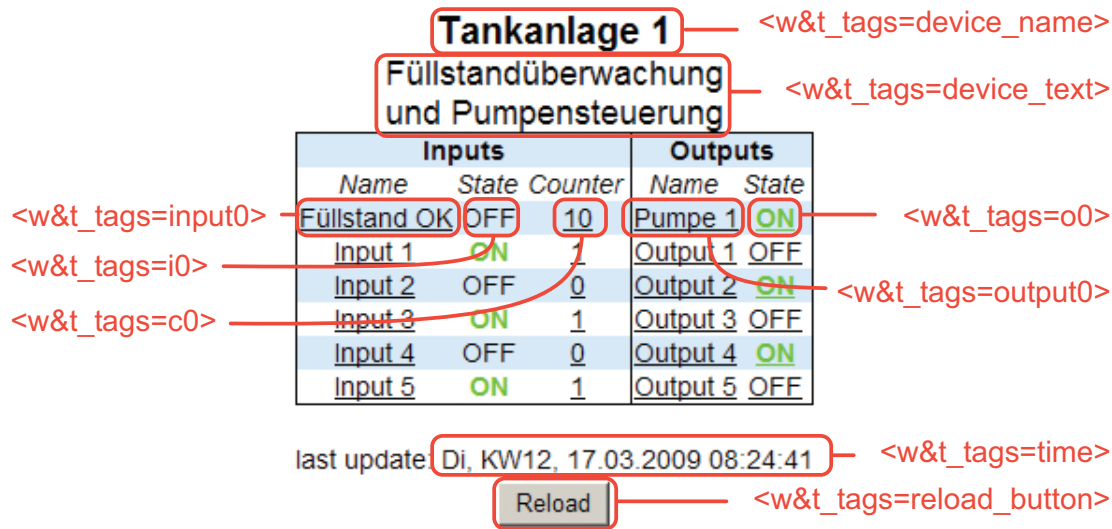 Tankanlage 1 <w&t_tags=device_name>
Füllstandüberwachung
und Pumpensteuerung <w&t_tags=device_text>
Inputs Outputs
Name State Counter Name State
<w&t_tags=input0> Füllstand OK OFF 10 Pumpe 1 ON <w&t_tags=o0>
Input 1 ON 1 Output 1 OFF
<w&t_tags=i0>
Input 2 OFF 0 Output 2 ON <w&t_tags=output0>
Input 3 ON 1 Output 3 OFF
<w&t_tags=c0>
Input 4 OFF 0 Output 4 ON
Input 5 ON 1 Output 5 OFF
last update: Di, KW12, 17.03.2009 08:24:41 <w&t_tags=time>
Reload <w&t_tags=reload_button>